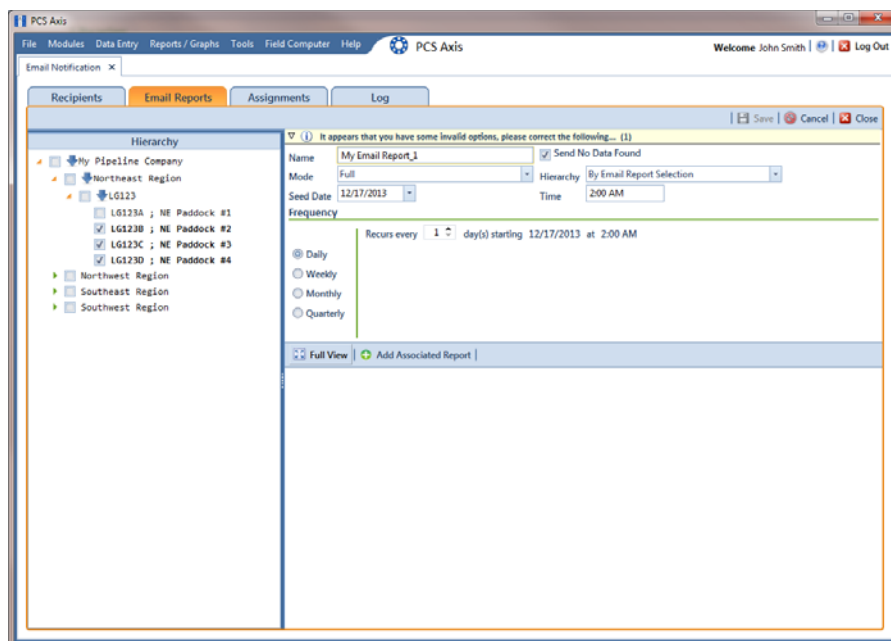 PCS Axis
File Modules Data Entry Reports / Graphs Tools Field Computer Help PCS Axis Welcome John Smith | | Log Out
Email Notification ×
Recipients Email Reports Assignments Log
| Save | Cancel | Close
Hierarchy
My Pipeline Company
Northeast Region
LG123
LG123A ; NE Paddock #1
LG123B ; NE Paddock #2
LG123C ; NE Paddock #3
LG123D ; NE Paddock #4
Northwest Region
Southeast Region
Southwest Region
It appears that you have some invalid options, please correct the following... (1)
Name My Email Report_1 Send No Data Found
Mode Full Hierarchy By Email Report Selection
Seed Date 12/17/2013 Time 2:00 AM
Frequency
Recurs every 1 day(s) starting 12/17/2013 at 2:00 AM
Daily
Weekly
Monthly
Quarterly
Full View | Add Associated Report |